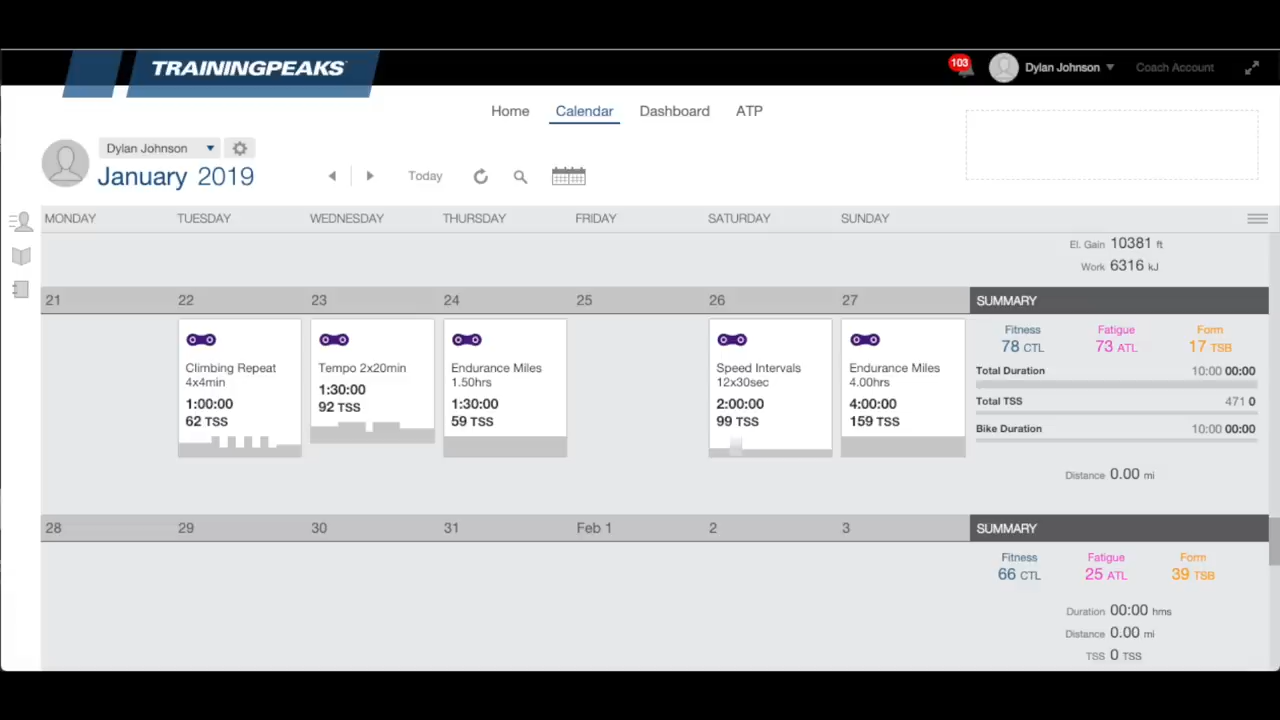 TRAININGPEAKS
103
Dylan Johnson
Coach Account
Home Calendar Dashboard ATP
Dylan Johnson
January 2019
Today
MONDAY TUESDAY WEDNESDAY THURSDAY FRIDAY SATURDAY SUNDAY
El. Gain 10381 ft
Work 6316 kJ
21 22 23 24 25 26 27 SUMMARY
Climbing Repeat
4x4min
1:00:00
62 TSS
Tempo 2x20min
1:30:00
92 TSS
Endurance Miles
1.50hrs
1:30:00
59 TSS
Speed Intervals
12x30sec
2:00:00
99 TSS
Endurance Miles
4.00hrs
4:00:00
159 TSS
Fitness Fatigue Form
78 CTL 73 ATL 17 TSB
Total Duration 10:00 00:00
Total TSS 471 0
Bike Duration 10:00 00:00
Distance 0.00 mi
28 29 30 31 Feb 1 2 3 SUMMARY
Fitness Fatigue Form
66 CTL 25 ATL 39 TSB
Duration 00:00 hms
Distance 0.00 mi
TSS 0 TSS